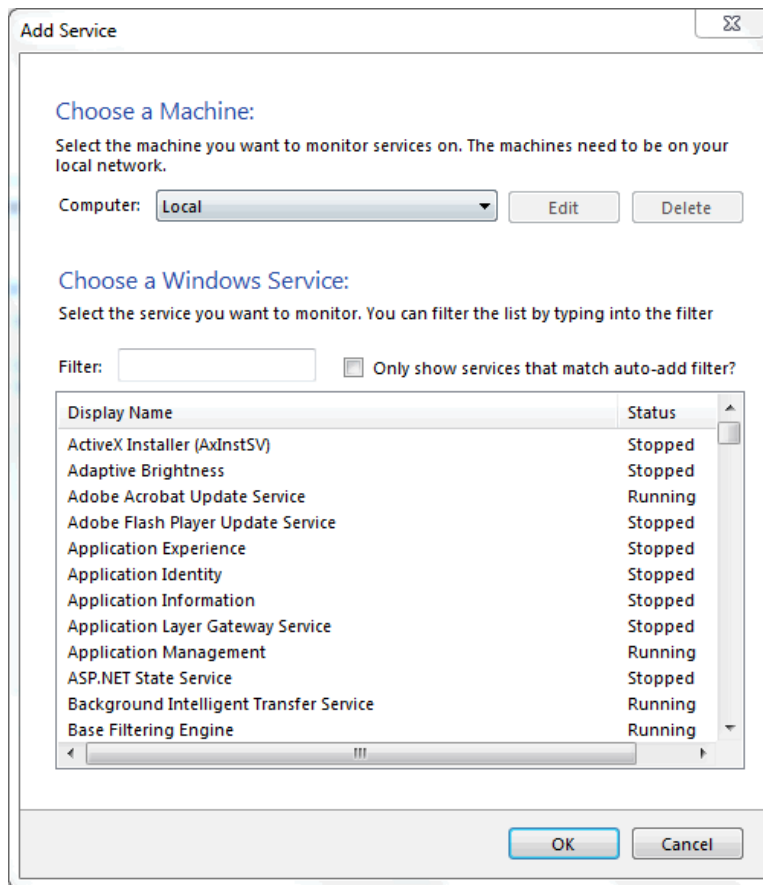 Add Service
Choose a Machine:
Select the machine you want to monitor services on. The machines need to be on your
local network.
Computer: Local Edit Delete
Choose a Windows Service:
Select the service you want to monitor. You can filter the list by typing into the filter
Filter: Only show services that match auto-add filter?
Display Name Status
ActiveX Installer (AxInstSV) Stopped
Adaptive Brightness Stopped
Adobe Acrobat Update Service Running
Adobe Flash Player Update Service Stopped
Application Experience Stopped
Application Identity Stopped
Application Information Stopped
Application Layer Gateway Service Stopped
Application Management Running
ASP.NET State Service Stopped
Background Intelligent Transfer Service Running
Base Filtering Engine Running
OK Cancel